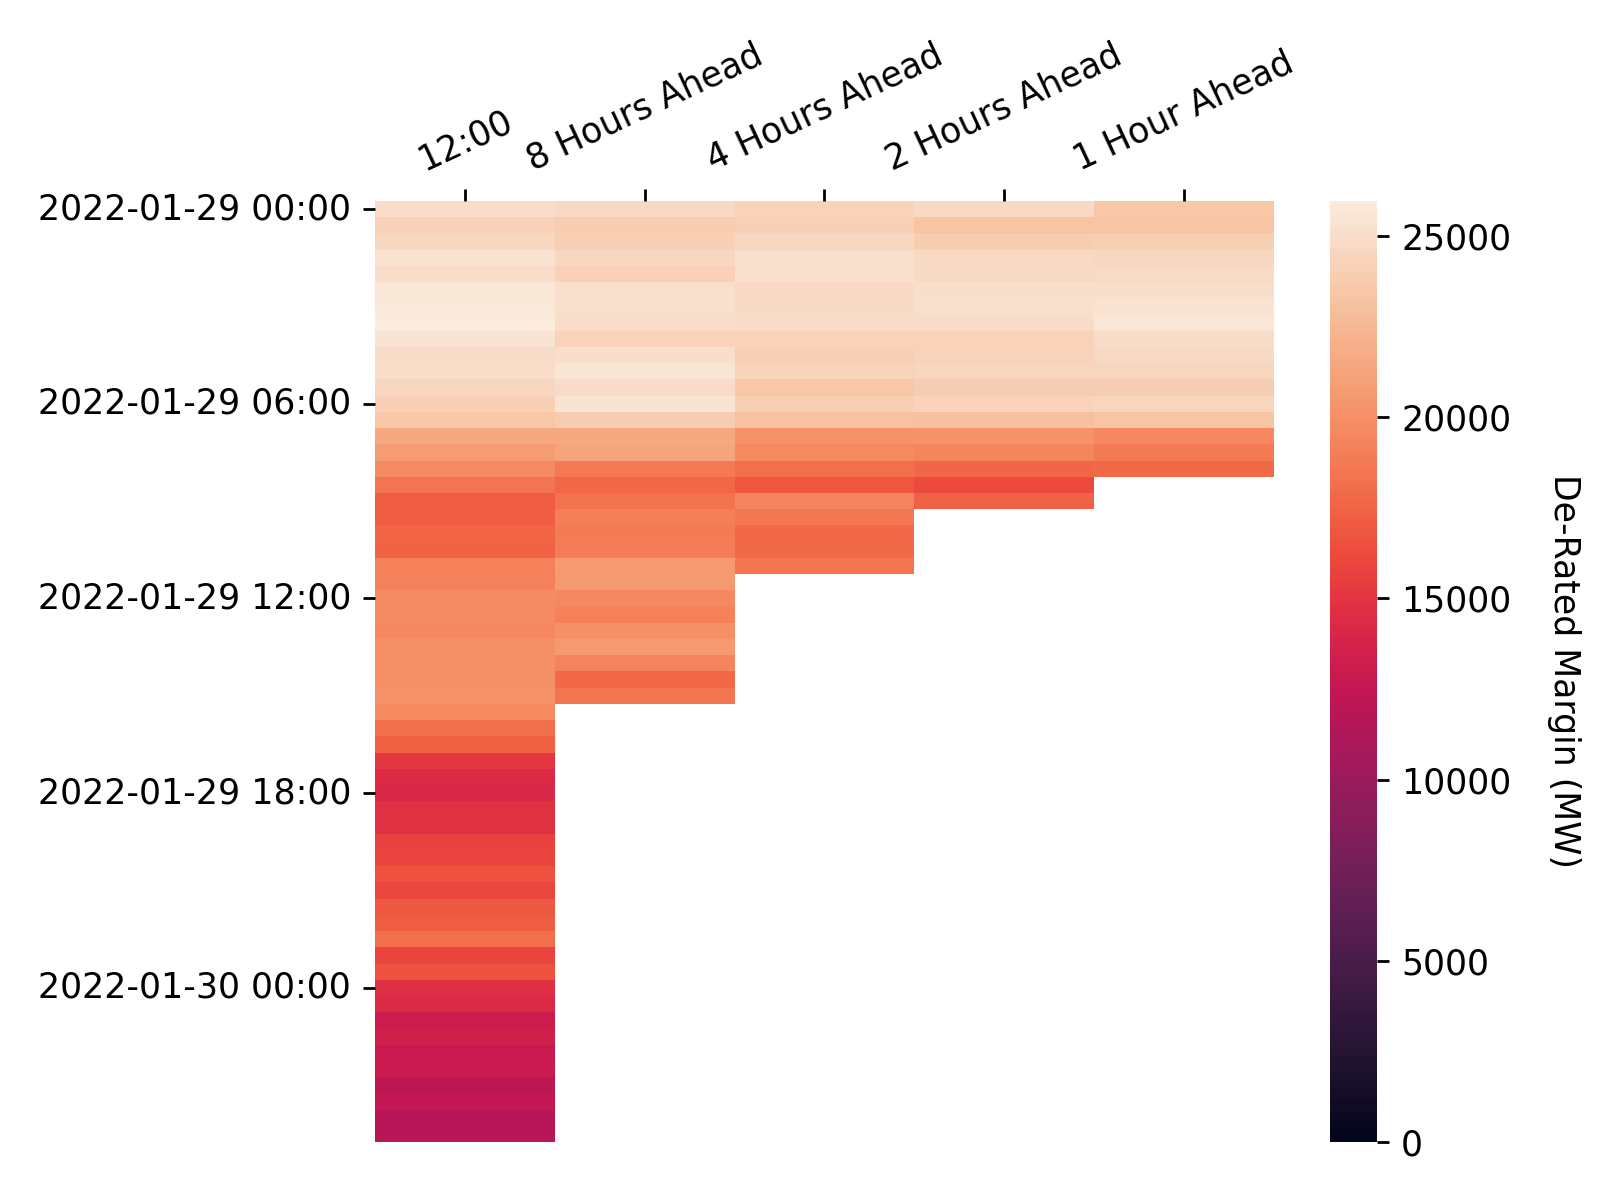 12:00
8 Hours Ahead
4 Hours Ahead
2 Hours Ahead
1 Hour Ahead
2022-01-29 00:00
2022-01-29 06:00
2022-01-29 12:00
2022-01-29 18:00
2022-01-30 00:00
25000
20000
15000
10000
5000
0
De-Rated Margin (MW)